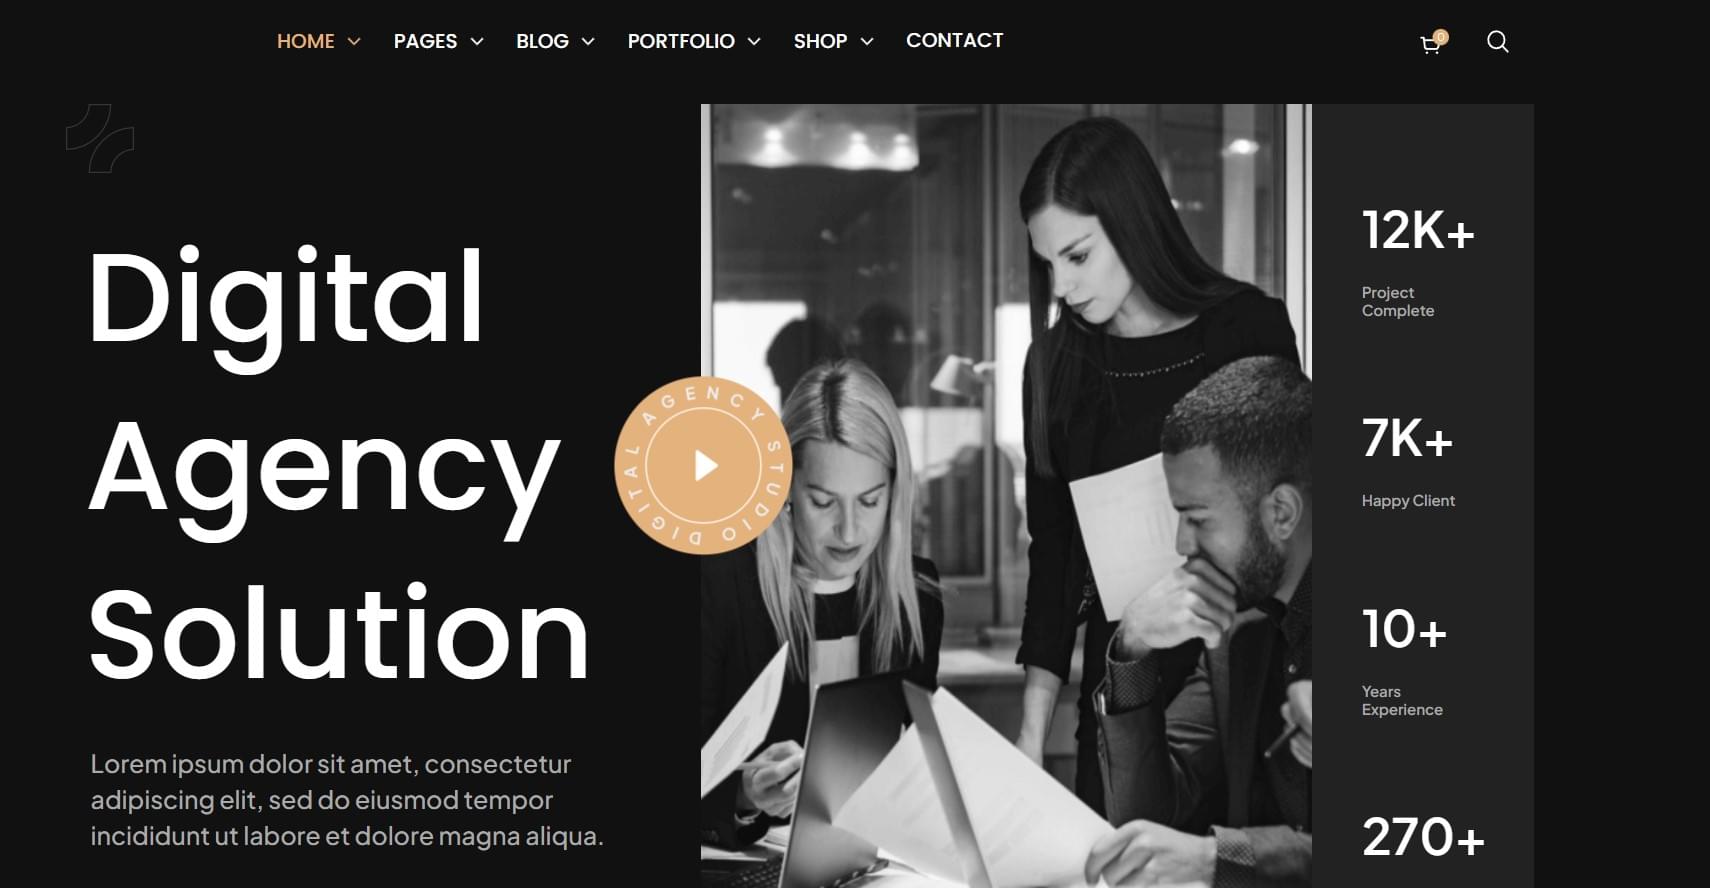 HOME PAGES BLOG PORTFOLIO SHOP CONTACT
0
Digital
Agency
Solution
DIGITAL AGENCY STUDIO
Lorem ipsum dolor sit amet, consectetur
adipiscing elit, sed do eiusmod tempor
incididunt ut labore et dolore magna aliqua.
12K+
Project
Complete
7K+
Happy Client
10+
Years
Experience
270+